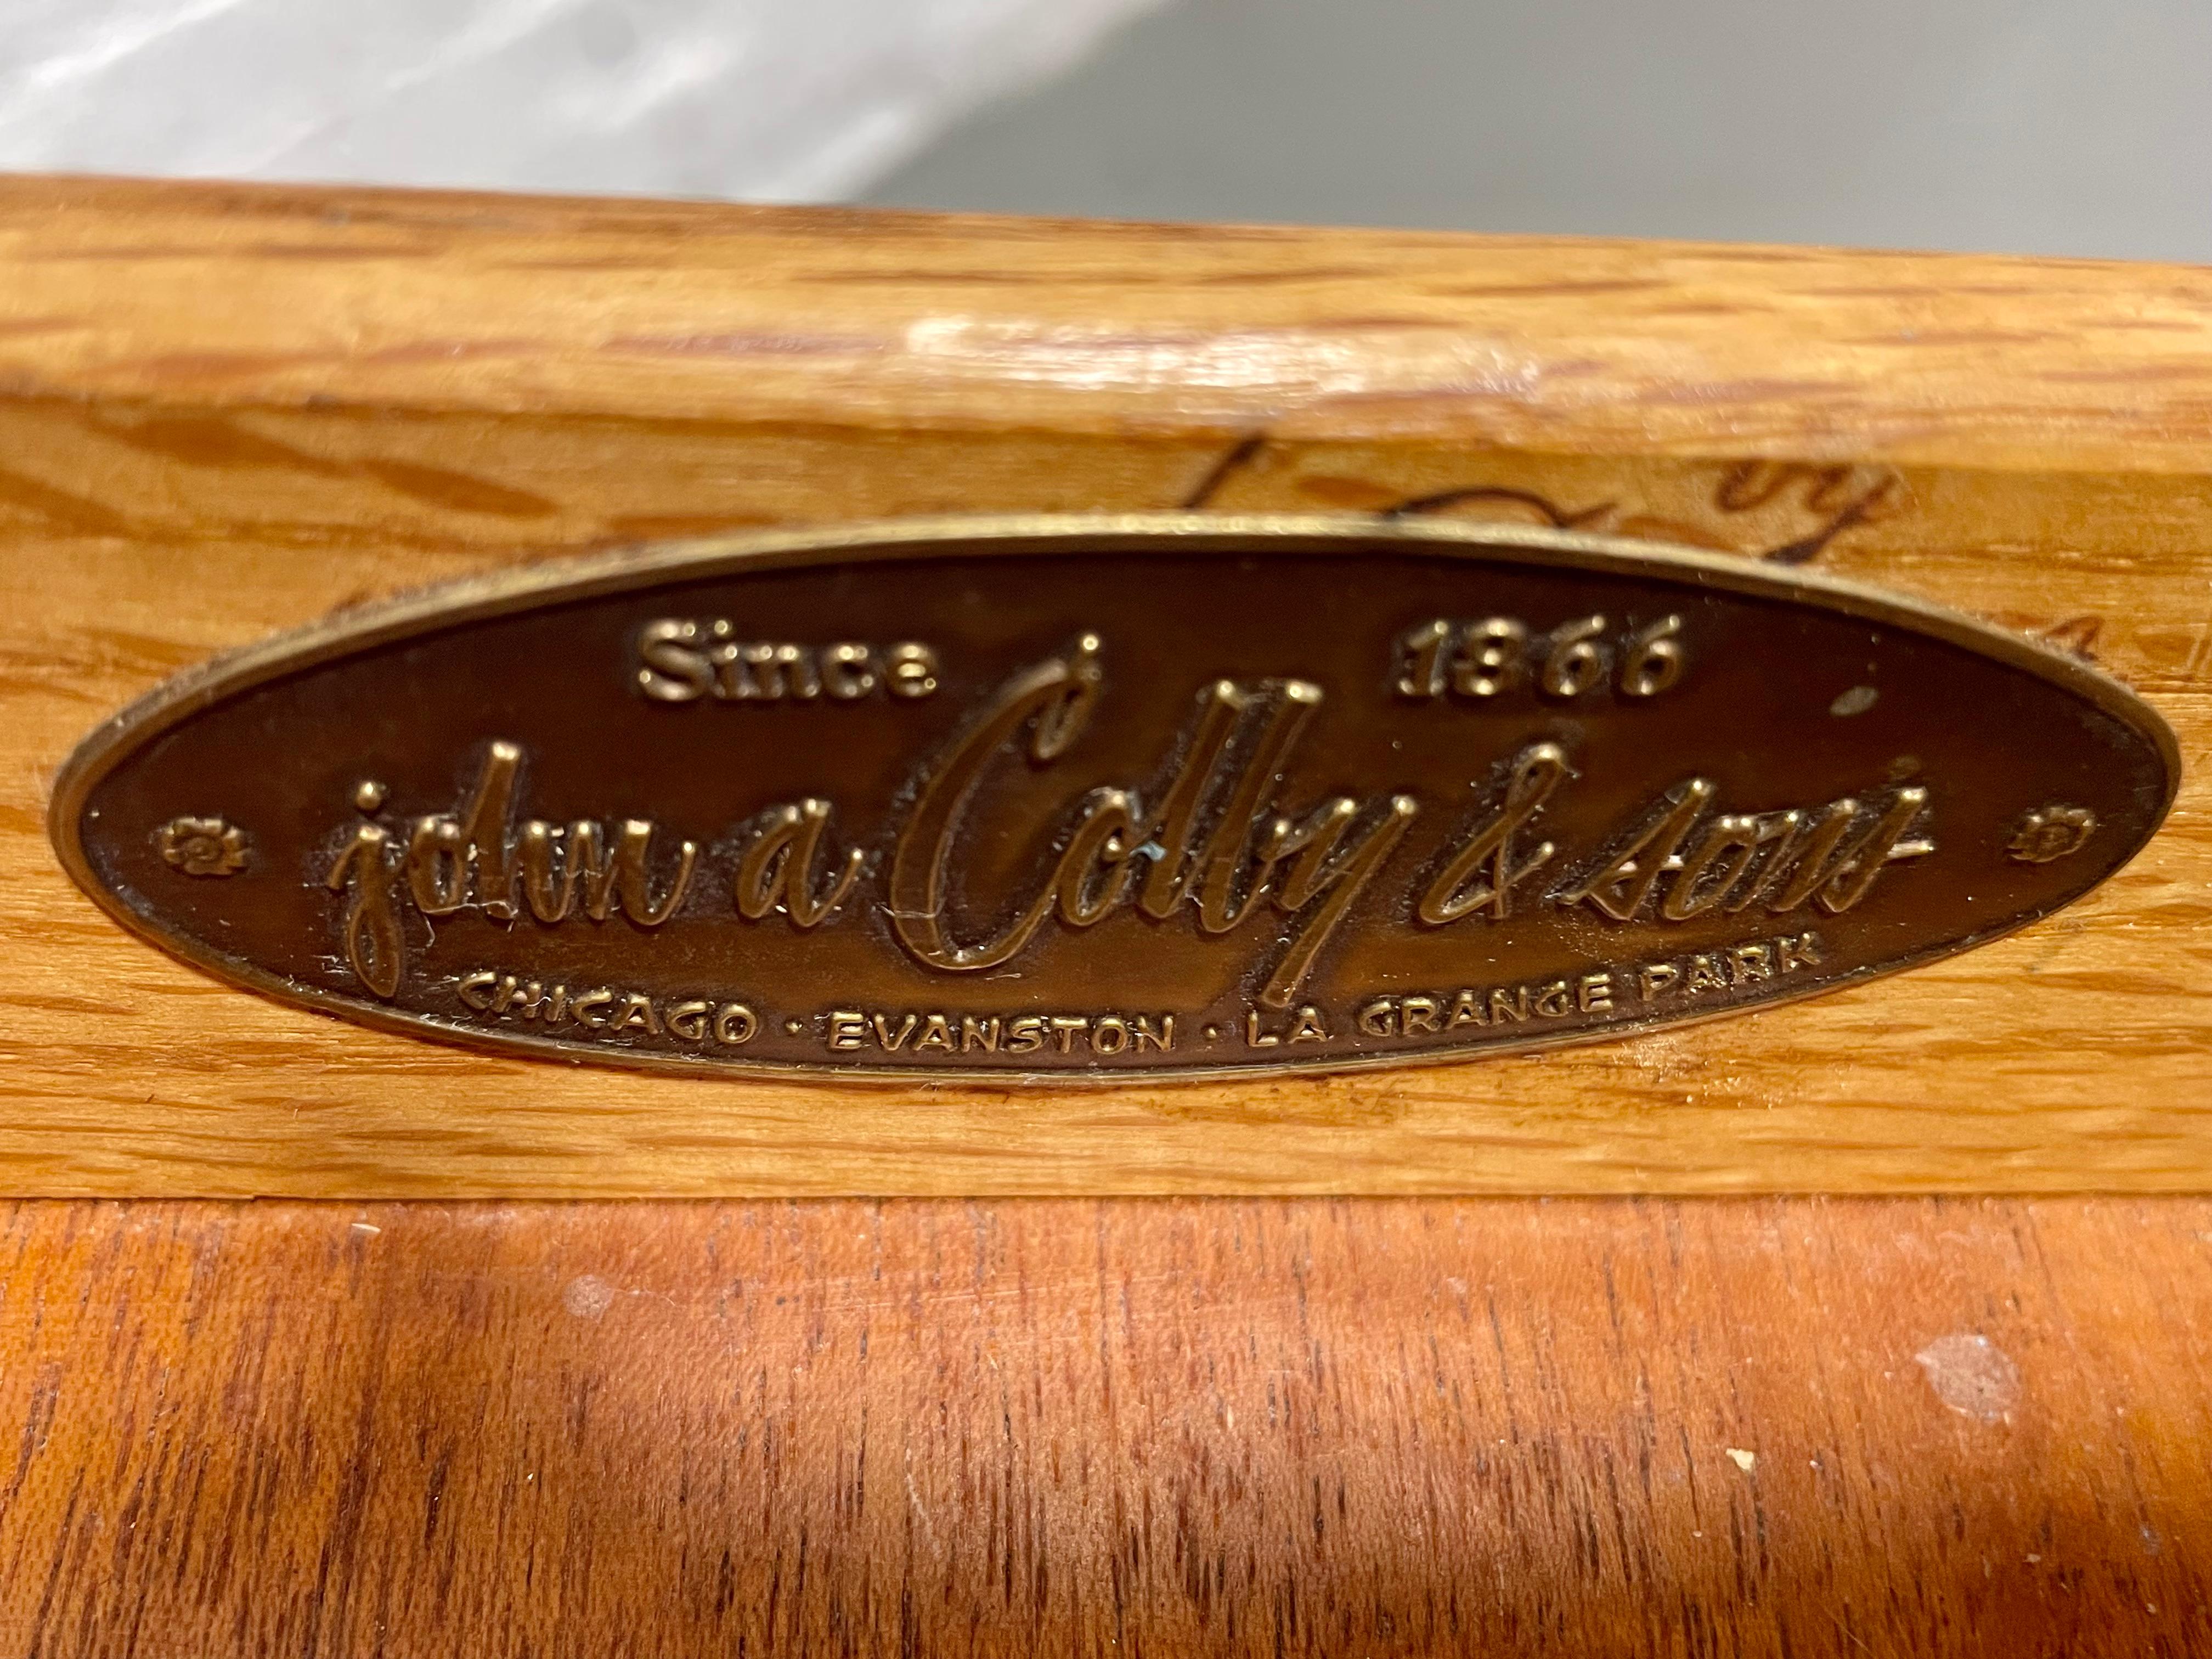 Since 1866
john a Colby & sons
CHICAGO · EVANSTON · LA GRANGE PARK